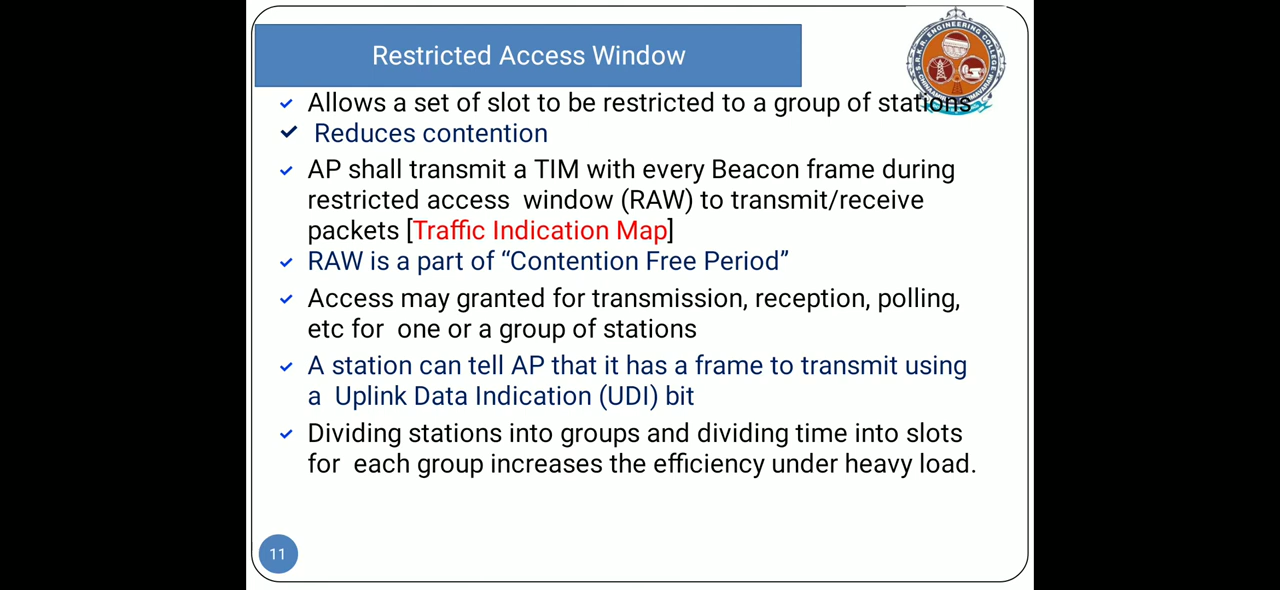 Restricted Access Window
S.R.K.R. ENGINEERING COLLEGE
Allows a set of slot to be restricted to a group of stations
Reduces contention
AP shall transmit a TIM with every Beacon frame during
restricted access window (RAW) to transmit/receive
packets [Traffic Indication Map]
RAW is a part of “Contention Free Period”
Access may granted for transmission, reception, polling,
etc for one or a group of stations
A station can tell AP that it has a frame to transmit using
a Uplink Data Indication (UDI) bit
Dividing stations into groups and dividing time into slots
for each group increases the efficiency under heavy load.
11